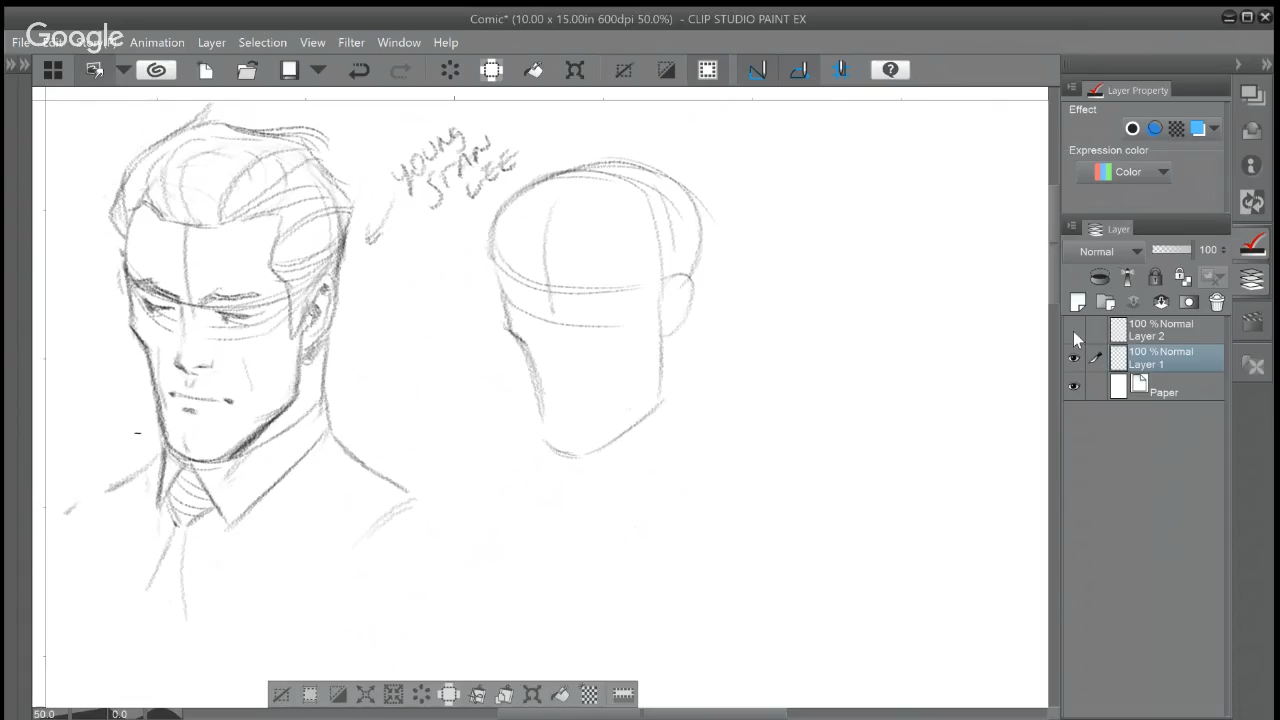 Comic* (10.00 x 15.00in 600dpi 50.0%) - CLIP STUDIO PAINT EX
Google
File Edit Story Animation Layer Selection View Filter Window Help
Layer Property
Effect
Expression color
Color
Layer
Normal 100
100 %Normal
Layer 2
100 %Normal
Layer 1
Paper
YOUNG
STAN
LEE
50.0 0.0